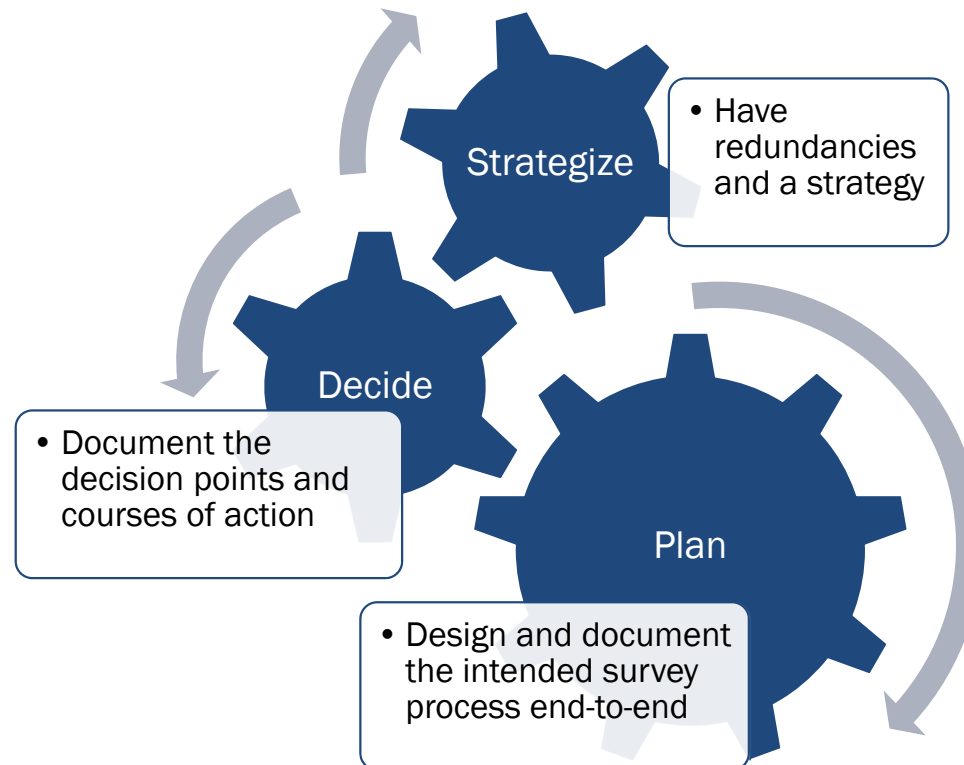 Strategize
• Have
redundancies
and a strategy
Decide
• Document the
decision points and
courses of action
Plan
• Design and document
the intended survey
process end-to-end